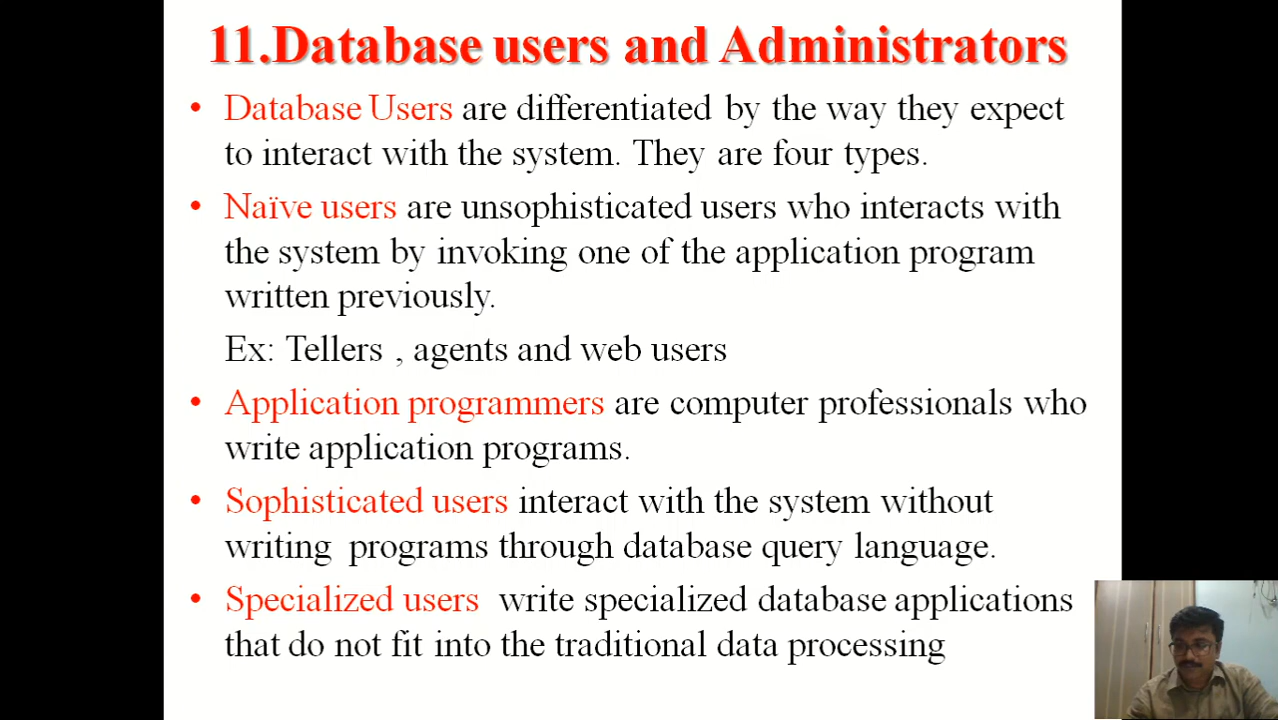 11.Database users and Administrators
• Database Users are differentiated by the way they expect
to interact with the system. They are four types.
• Naïve users are unsophisticated users who interacts with
the system by invoking one of the application program
written previously.
Ex: Tellers , agents and web users
• Application programmers are computer professionals who
write application programs.
• Sophisticated users interact with the system without
writing programs through database query language.
• Specialized users write specialized database applications
that do not fit into the traditional data processing